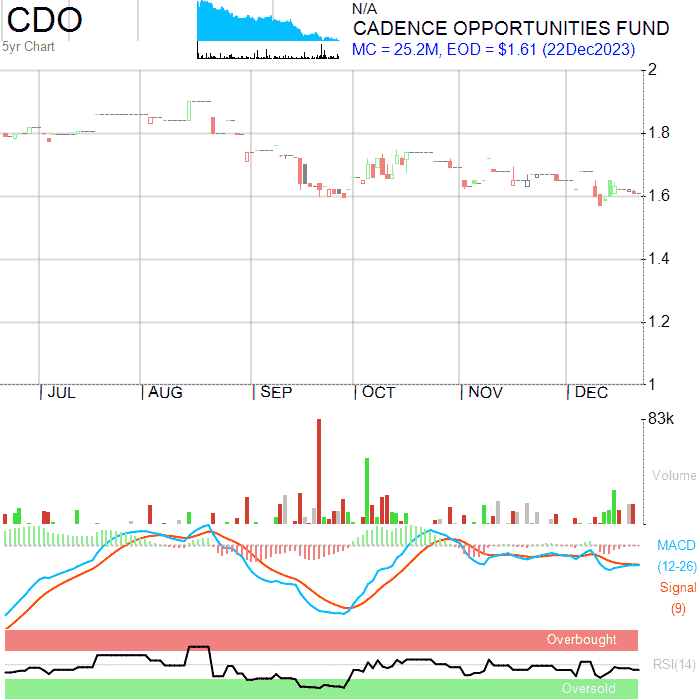 CDO
5yr Chart
N/A
CADENCE OPPORTUNITIES FUND
MC = 25.2M, EOD = $1.61 (22Dec2023)
2
1.8
1.6
1.4
1.2
1
JUL
AUG
SEP
OCT
NOV
DEC
83k
Volume
MACD
(12-26)
Signal
(9)
Overbought
RSI(14)
Oversold